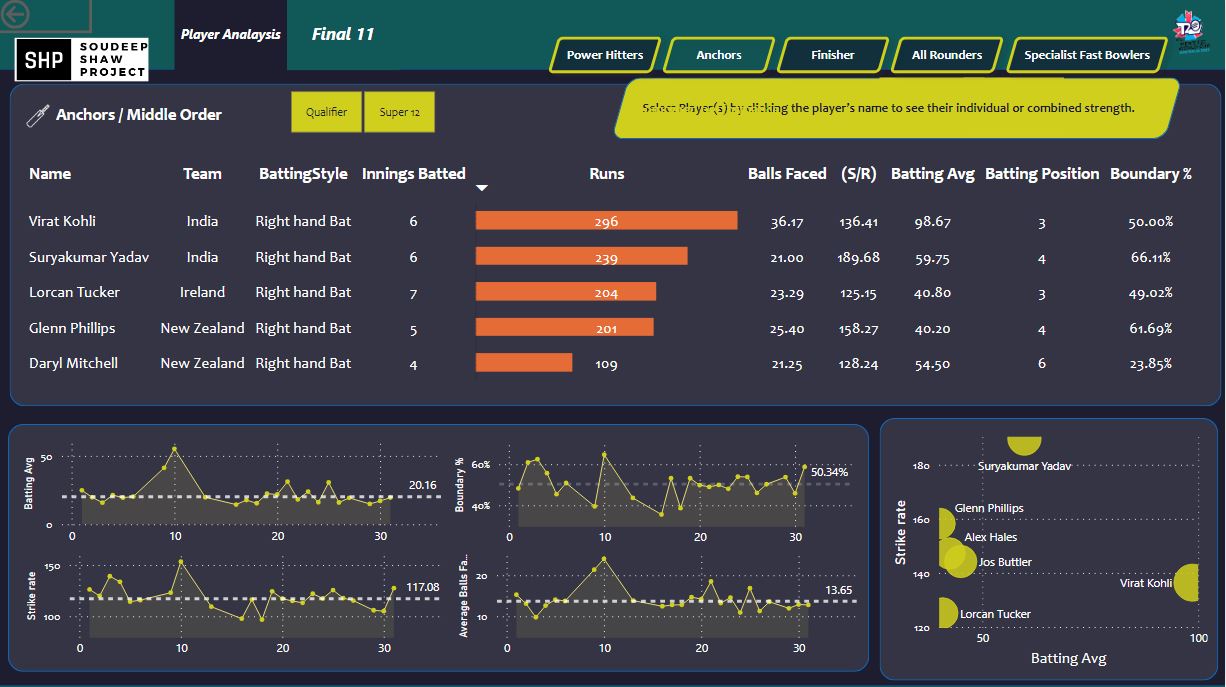 SHP
SOUDEEP
SHAW
PROJECT
Player Analaysis
Final 11
Power Hitters
Anchors
Finisher
All Rounders
Specialist Fast Bowlers
Anchors / Middle Order
Qualifier
Super 12
Select Player(s) by clicking the player's name to see their individual or combined strength.
Name Team BattingStyle Innings Batted Runs Balls Faced (S/R) Batting Avg Batting Position Boundary %
Virat Kohli India Right hand Bat 6 296 36.17 136.41 98.67 3 50.00%
Suryakumar Yadav India Right hand Bat 6 239 21.00 189.68 59.75 4 66.11%
Lorcan Tucker Ireland Right hand Bat 7 204 23.29 125.15 40.80 3 49.02%
Glenn Phillips New Zealand Right hand Bat 5 201 25.40 158.27 40.20 4 61.69%
Daryl Mitchell New Zealand Right hand Bat 4 109 21.25 128.24 54.50 6 23.85%
Batting Avg
50
0
20.16
0 10 20 30
Boundary %
60%
40%
50.34%
0 10 20 30
Strike rate
150
100
117.08
0 10 20 30
Average Balls Fa...
20
10
13.65
0 10 20 30
Strike rate
180
160
140
120
Suryakumar Yadav
Glenn Phillips
Alex Hales
Jos Buttler
Virat Kohli
Lorcan Tucker
50 100
Batting Avg